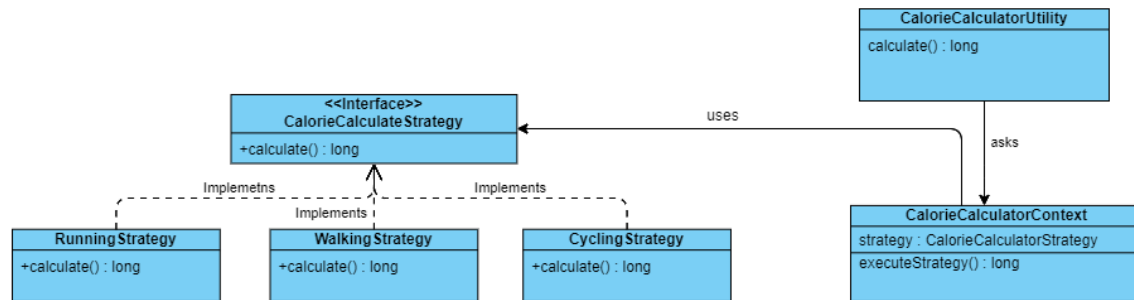 CalorieCalculatorUtility
calculate() : long
<<Interface>>
CalorieCalculateStrategy
+calculate() : long
uses
asks
Implemetns
Implements
Implements
RunningStrategy
+calculate() : long
WalkingStrategy
+calculate() : long
CyclingStrategy
+calculate() : long
CalorieCalculatorContext
strategy : CalorieCalculatorStrategy
executeStrategy() : long